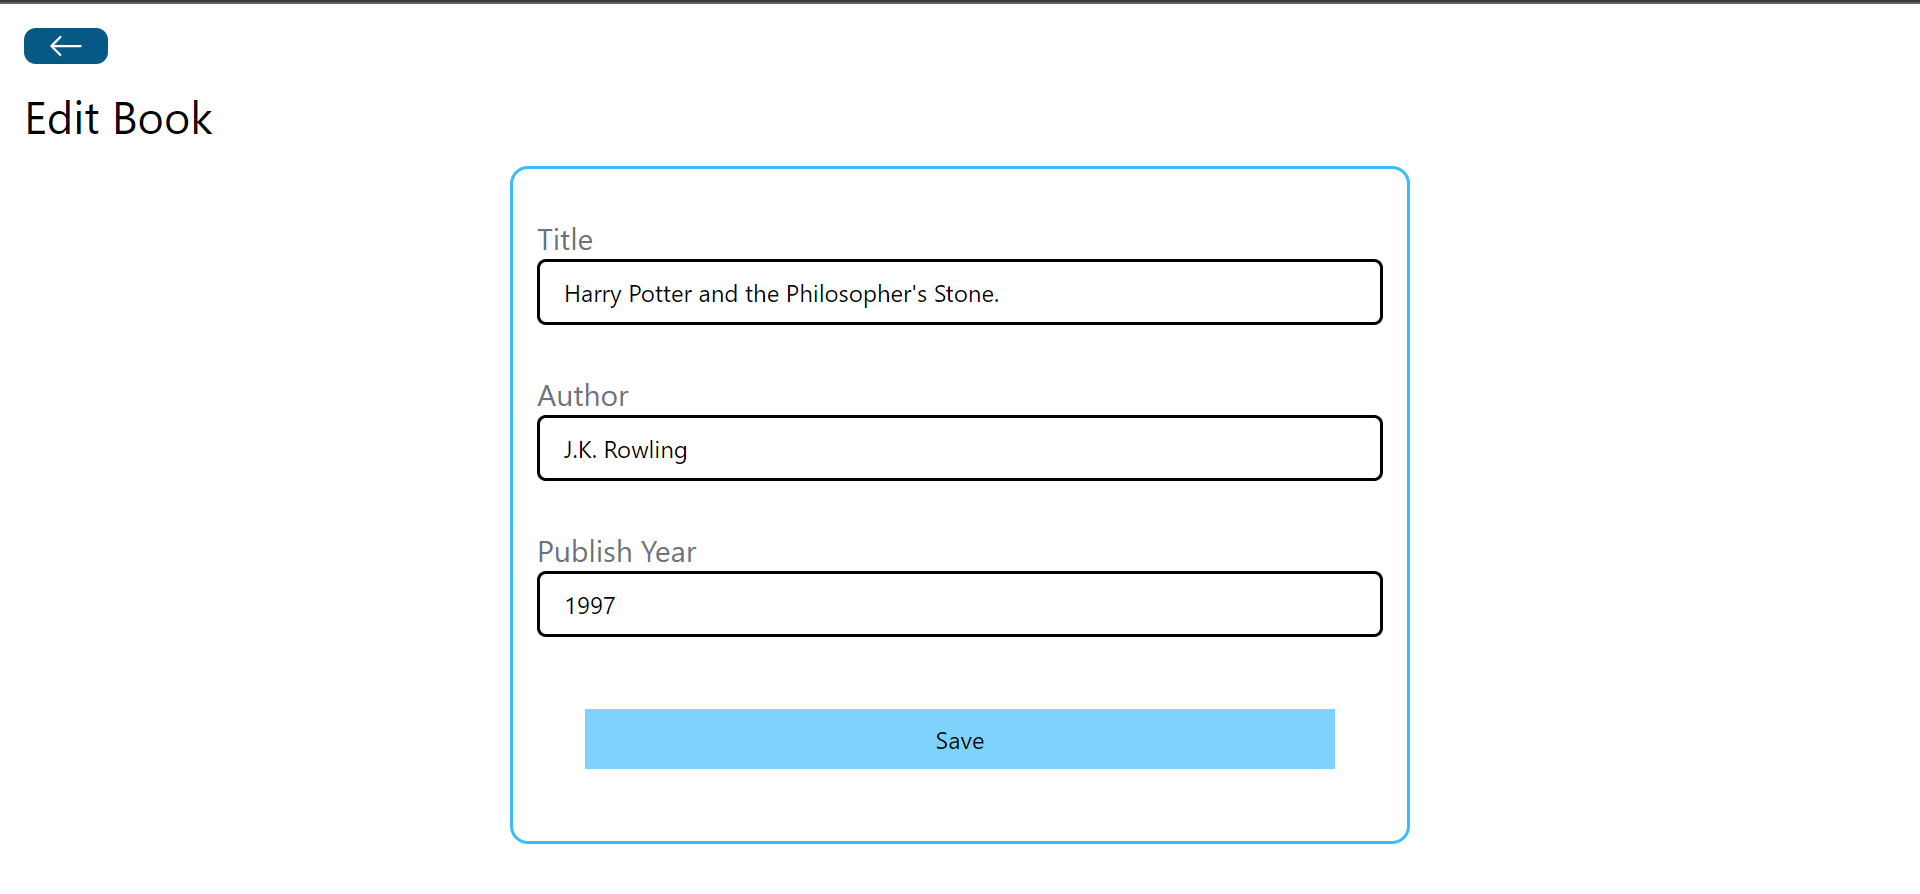 Edit Book
Title
Harry Potter and the Philosopher's Stone.
Author
J.K. Rowling
Publish Year
1997
Save